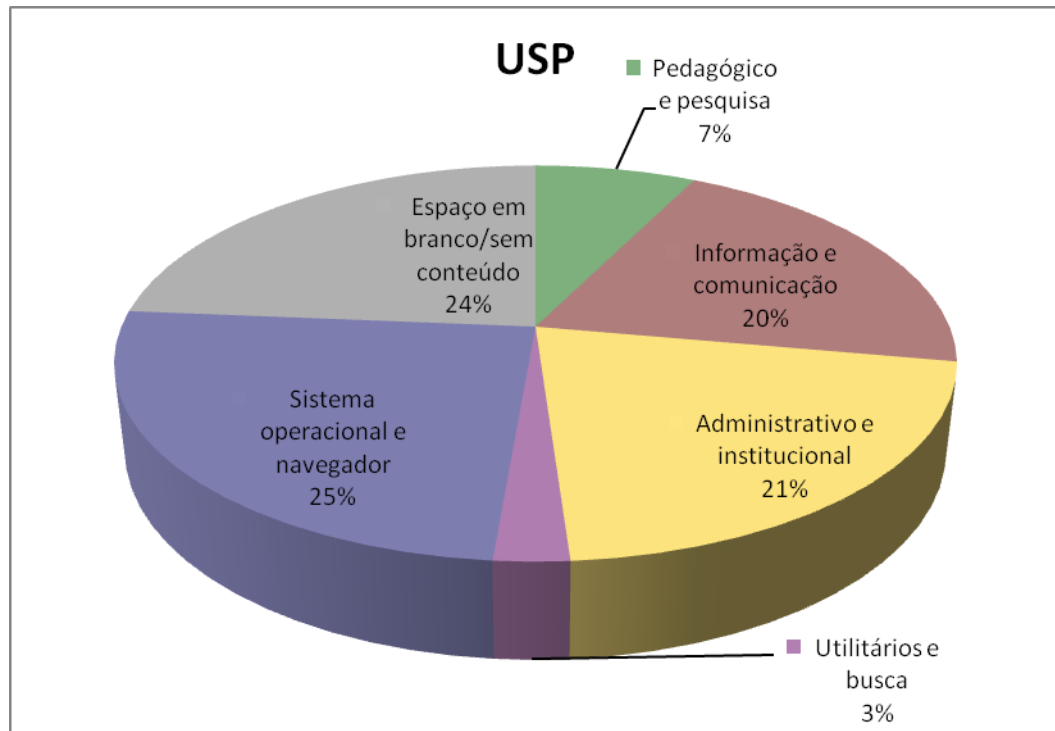 USP
Pedagógico
e pesquisa
7%
Espaço em
branco/sem
conteúdo
24%
Informação e
comunicação
20%
Sistema
operacional e
navegador
25%
Administrativo e
institucional
21%
Utilitários e
busca
3%